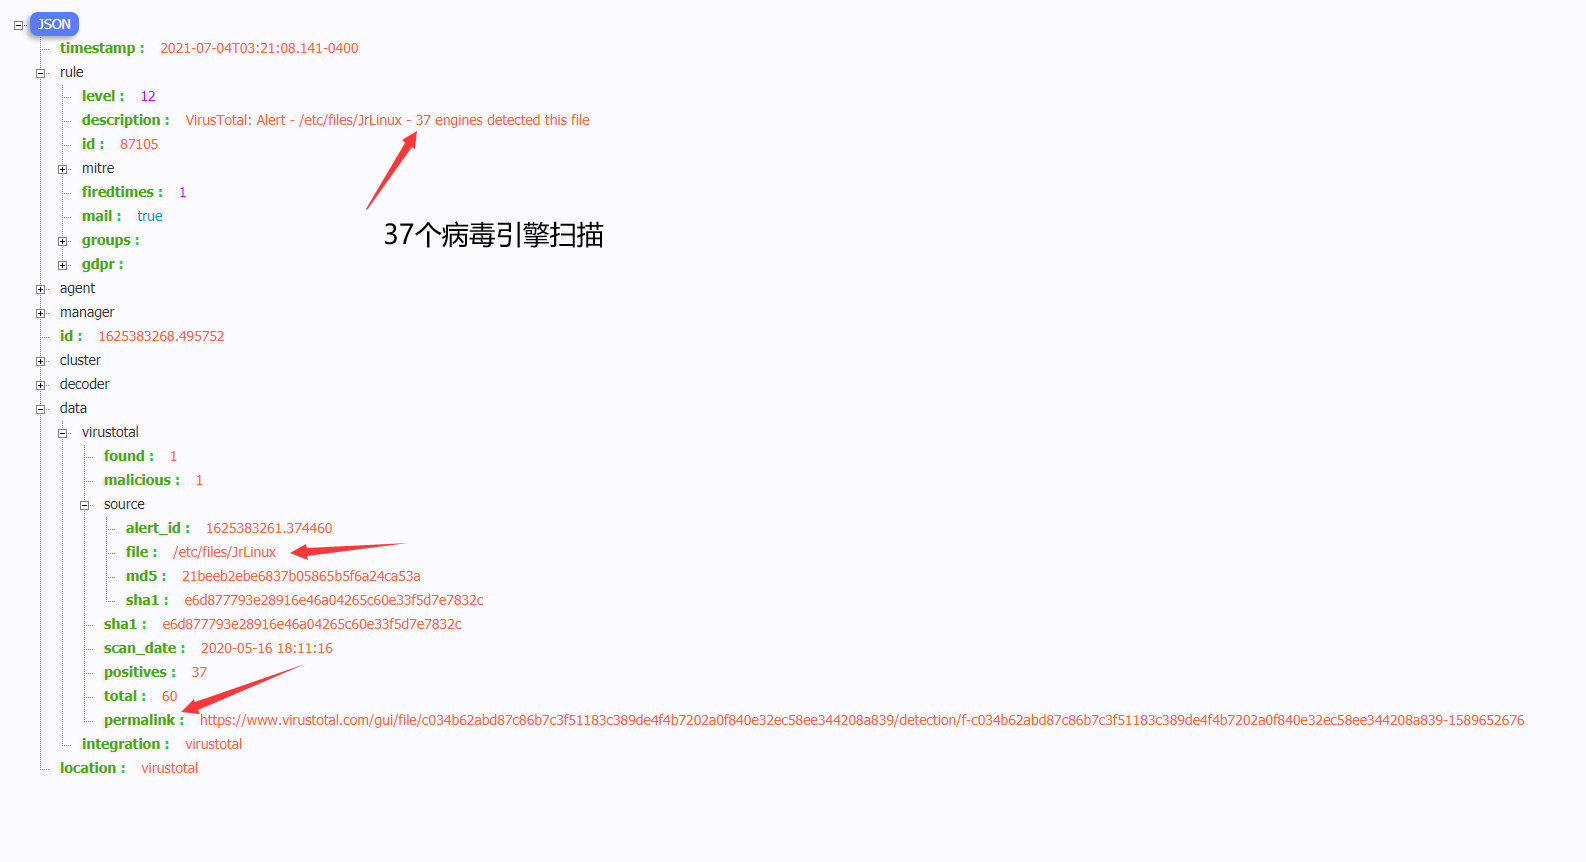 JSON
timestamp : 2021-07-04T03:21:08.141-0400
rule
level : 12
description : VirusTotal: Alert - /etc/files/JrLinux - 37 engines detected this file
id : 87105
mitre
firedtimes : 1
mail : true
37个病毒引擎扫描
groups :
gdpr :
agent
manager
id : 1625383268.495752
cluster
decoder
data
virustotal
found : 1
malicious : 1
source
alert_id : 1625383261.374460
file : /etc/files/JrLinux
md5 : 21beeb2ebe6837b05865b5f6a24ca53a
sha1 : e6d877793e28916e46a04265c60e33f5d7e7832c
sha1 : e6d877793e28916e46a04265c60e33f5d7e7832c
scan_date : 2020-05-16 18:11:16
positives : 37
total : 60
permalink : https://www.virustotal.com/gui/file/c034b62abd87c86b7c3f51183c389de4f4b7202a0f840e32ec58ee344208a839/detection/f-c034b62abd87c86b7c3f51183c389de4f4b7202a0f840e32ec58ee344208a839-1589652676
integration : virustotal
location : virustotal